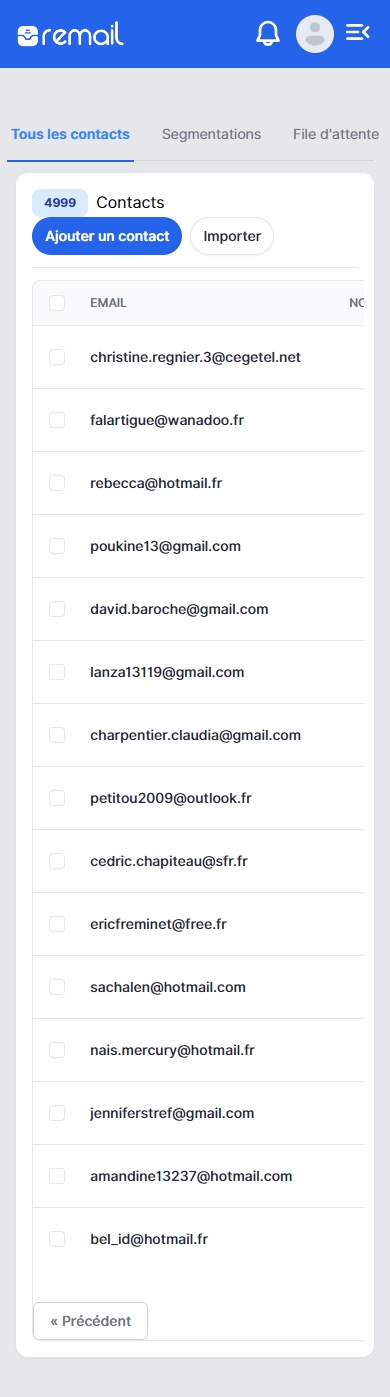 remail
Tous les contacts Segmentations File d'attente
4999 Contacts
Ajouter un contact Importer
EMAIL
christine.regnier.3@cegetel.net
falartigue@wanadoo.fr
rebecca@hotmail.fr
poukine13@gmail.com
david.baroche@gmail.com
lanza13119@gmail.com
charpentier.claudia@gmail.com
petitou2009@outlook.fr
cedric.chapiteau@sfr.fr
ericfreminet@free.fr
sachalen@hotmail.com
nais.mercury@hotmail.fr
jenniferstref@gmail.com
amandine13237@hotmail.com
bel_id@hotmail.fr
« Précédent